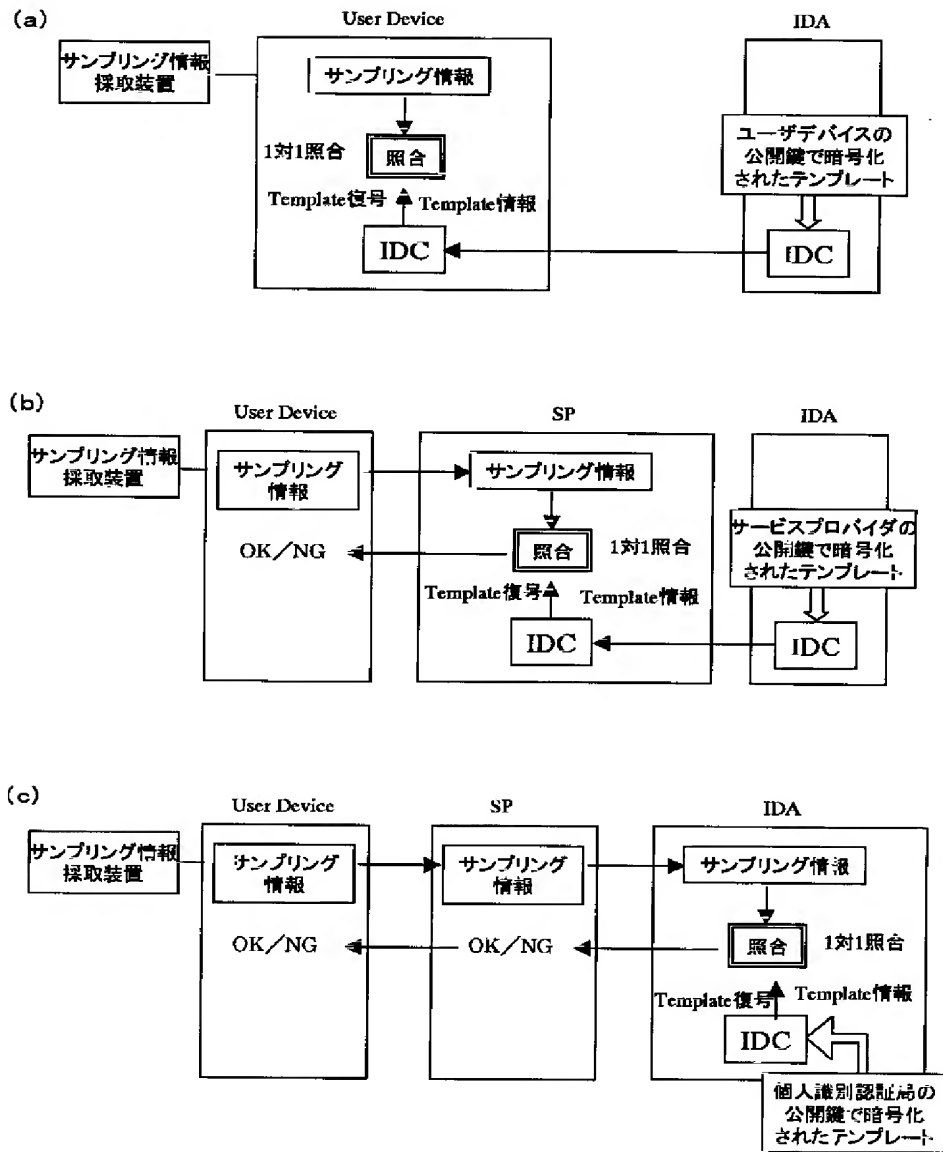 (a)
User Device
IDA
サンプリング情報
採取装置
サンプリング情報
1対1照合
照合
Template復号
Template情報
IDC
ユーザデバイスの
公開鍵で暗号化
されたテンプレート
IDC
(b)
User Device
SP
IDA
サンプリング情報
採取装置
サンプリング
情報
サンプリング情報
OK/NG
照合
1対1照合
Template復号
Template情報
IDC
サービスプロバイダの
公開鍵で暗号化
されたテンプレート
IDC
(c)
User Device
SP
IDA
サンプリング情報
採取装置
サンプリング
情報
サンプリング
情報
サンプリング情報
OK/NG
OK/NG
照合
1対1照合
Template復号
Template情報
IDC
個人識別認証局の
公開鍵で暗号化
されたテンプレート